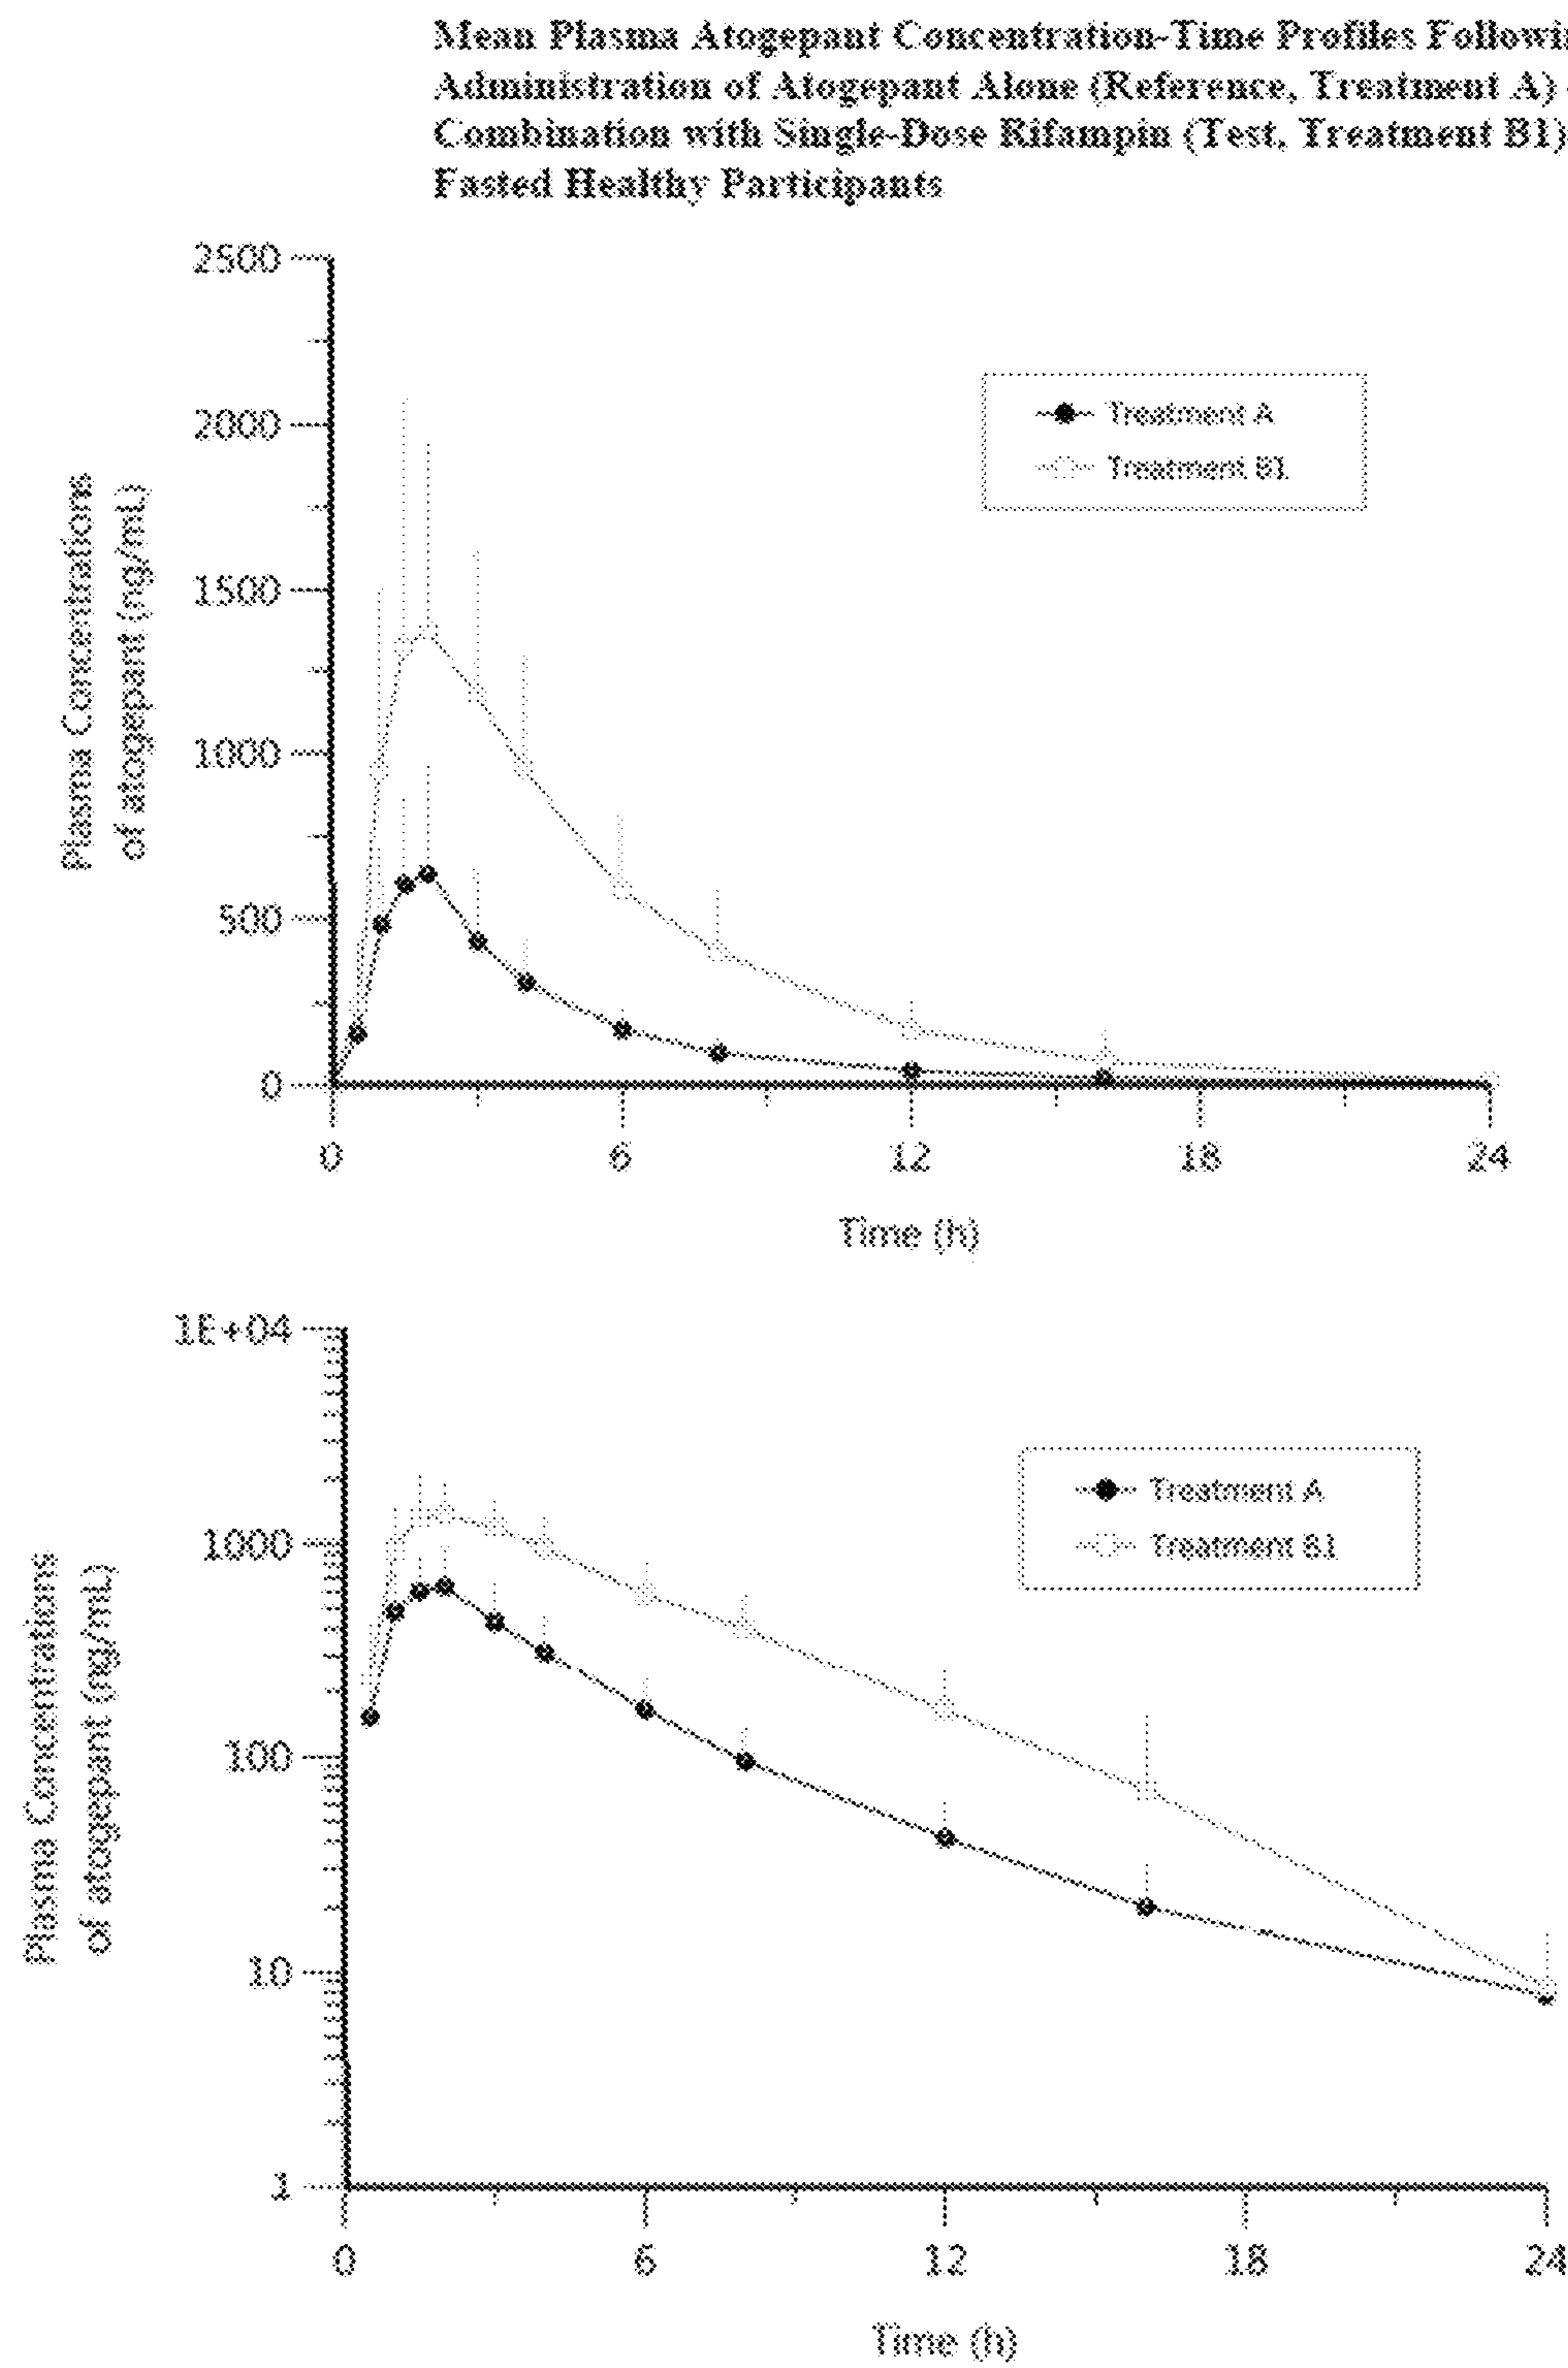 Mean Plasma Atogepant Concentration-Time Profiles Followi
Administration of Atogepant Alone (Reference, Treatment A)
Combination with Single-Dose Rifampin (Test, Treatment B1)
Fasted Healthy Participants
2500
2000
1500
1000
500
0
Plasma Concentrations
of atogepant (ng/mL)
Treatment A
Treatment B1
0 6 12 18 24
Time (h)
1E+04
1000
100
10
1
Plasma Concentrations
of atogepant (ng/mL)
Treatment A
Treatment B1
0 6 12 18 24
Time (h)